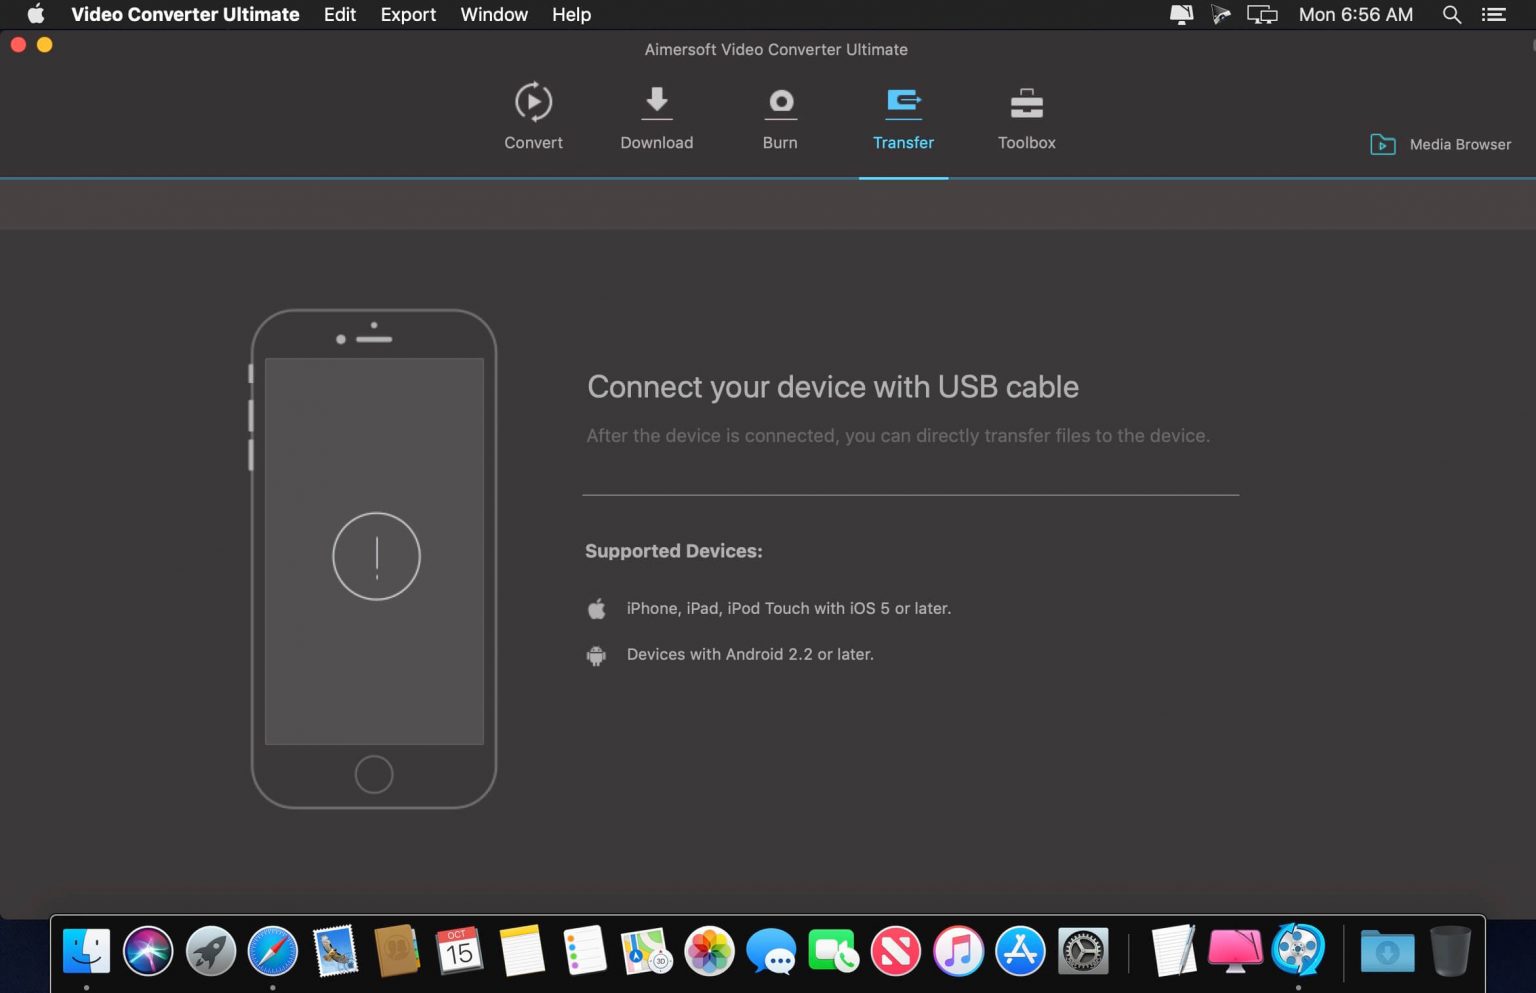 Video Converter Ultimate Edit Export Window Help Mon 6:56 AM
Aimersoft Video Converter Ultimate
Convert Download Burn Transfer Toolbox
Media Browser
Connect your device with USB cable
After the device is connected, you can directly transfer files to the device.
Supported Devices:
iPhone, iPad, iPod Touch with iOS 5 or later.
Devices with Android 2.2 or later.
OCT
15
3D